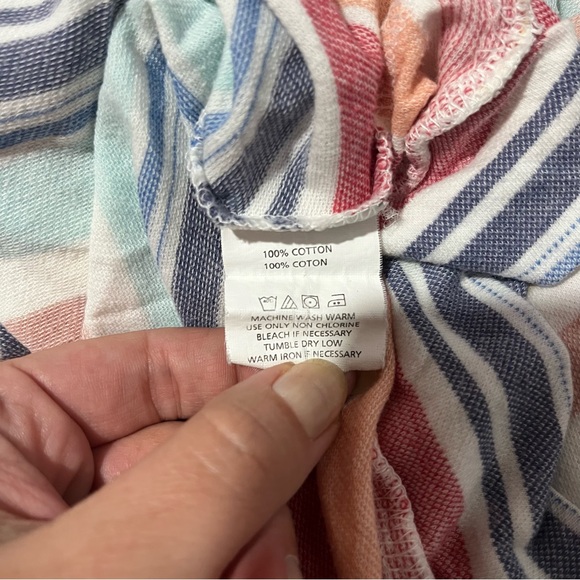 100% COTTON
100% COTON
MACHINE WASH WARM
USE ONLY NON CHLORINE
BLEACH IF NECESSARY
TUMBLE DRY LOW
WARM IRON IF NECESSARY